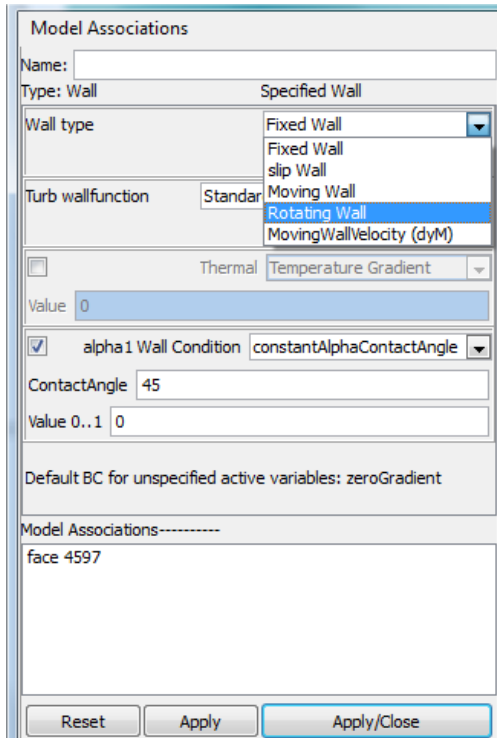 Model Associations
Name:
Type: Wall Specified Wall
Wall type Fixed Wall
Fixed Wall
slip Wall
Moving Wall
Turb wallfunction Standar
Rotating Wall
MovingWallVelocity (dyM)
Thermal Temperature Gradient
Value 0
alpha1 Wall Condition constantAlphaContactAngle
ContactAngle 45
Value 0..1 0
Default BC for unspecified active variables: zeroGradient
Model Associations----------
face 4597
Reset Apply Apply/Close